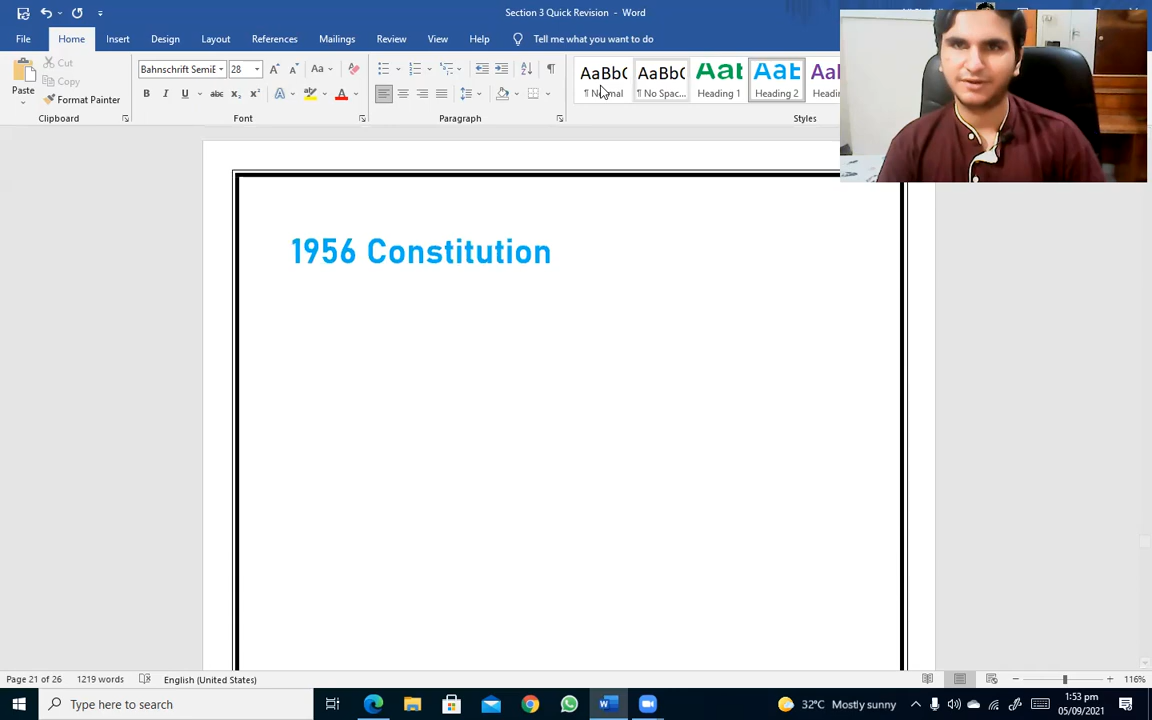 Section 3 Quick Revision - Word
File Home Insert Design Layout References Mailings Review View Help Tell me what you want to do
Paste
Cut
Copy
Format Painter
Clipboard
Bahnschrift SemiB 28
Font
Paragraph
AaBbC AaBbC AaB AaB AaB
¶ Normal ¶ No Spac... Heading 1 Heading 2
Styles
1956 Constitution
Page 21 of 26 1219 words English (United States) 116%
Type here to search
32°C Mostly sunny
1:53 pm
05/09/2021